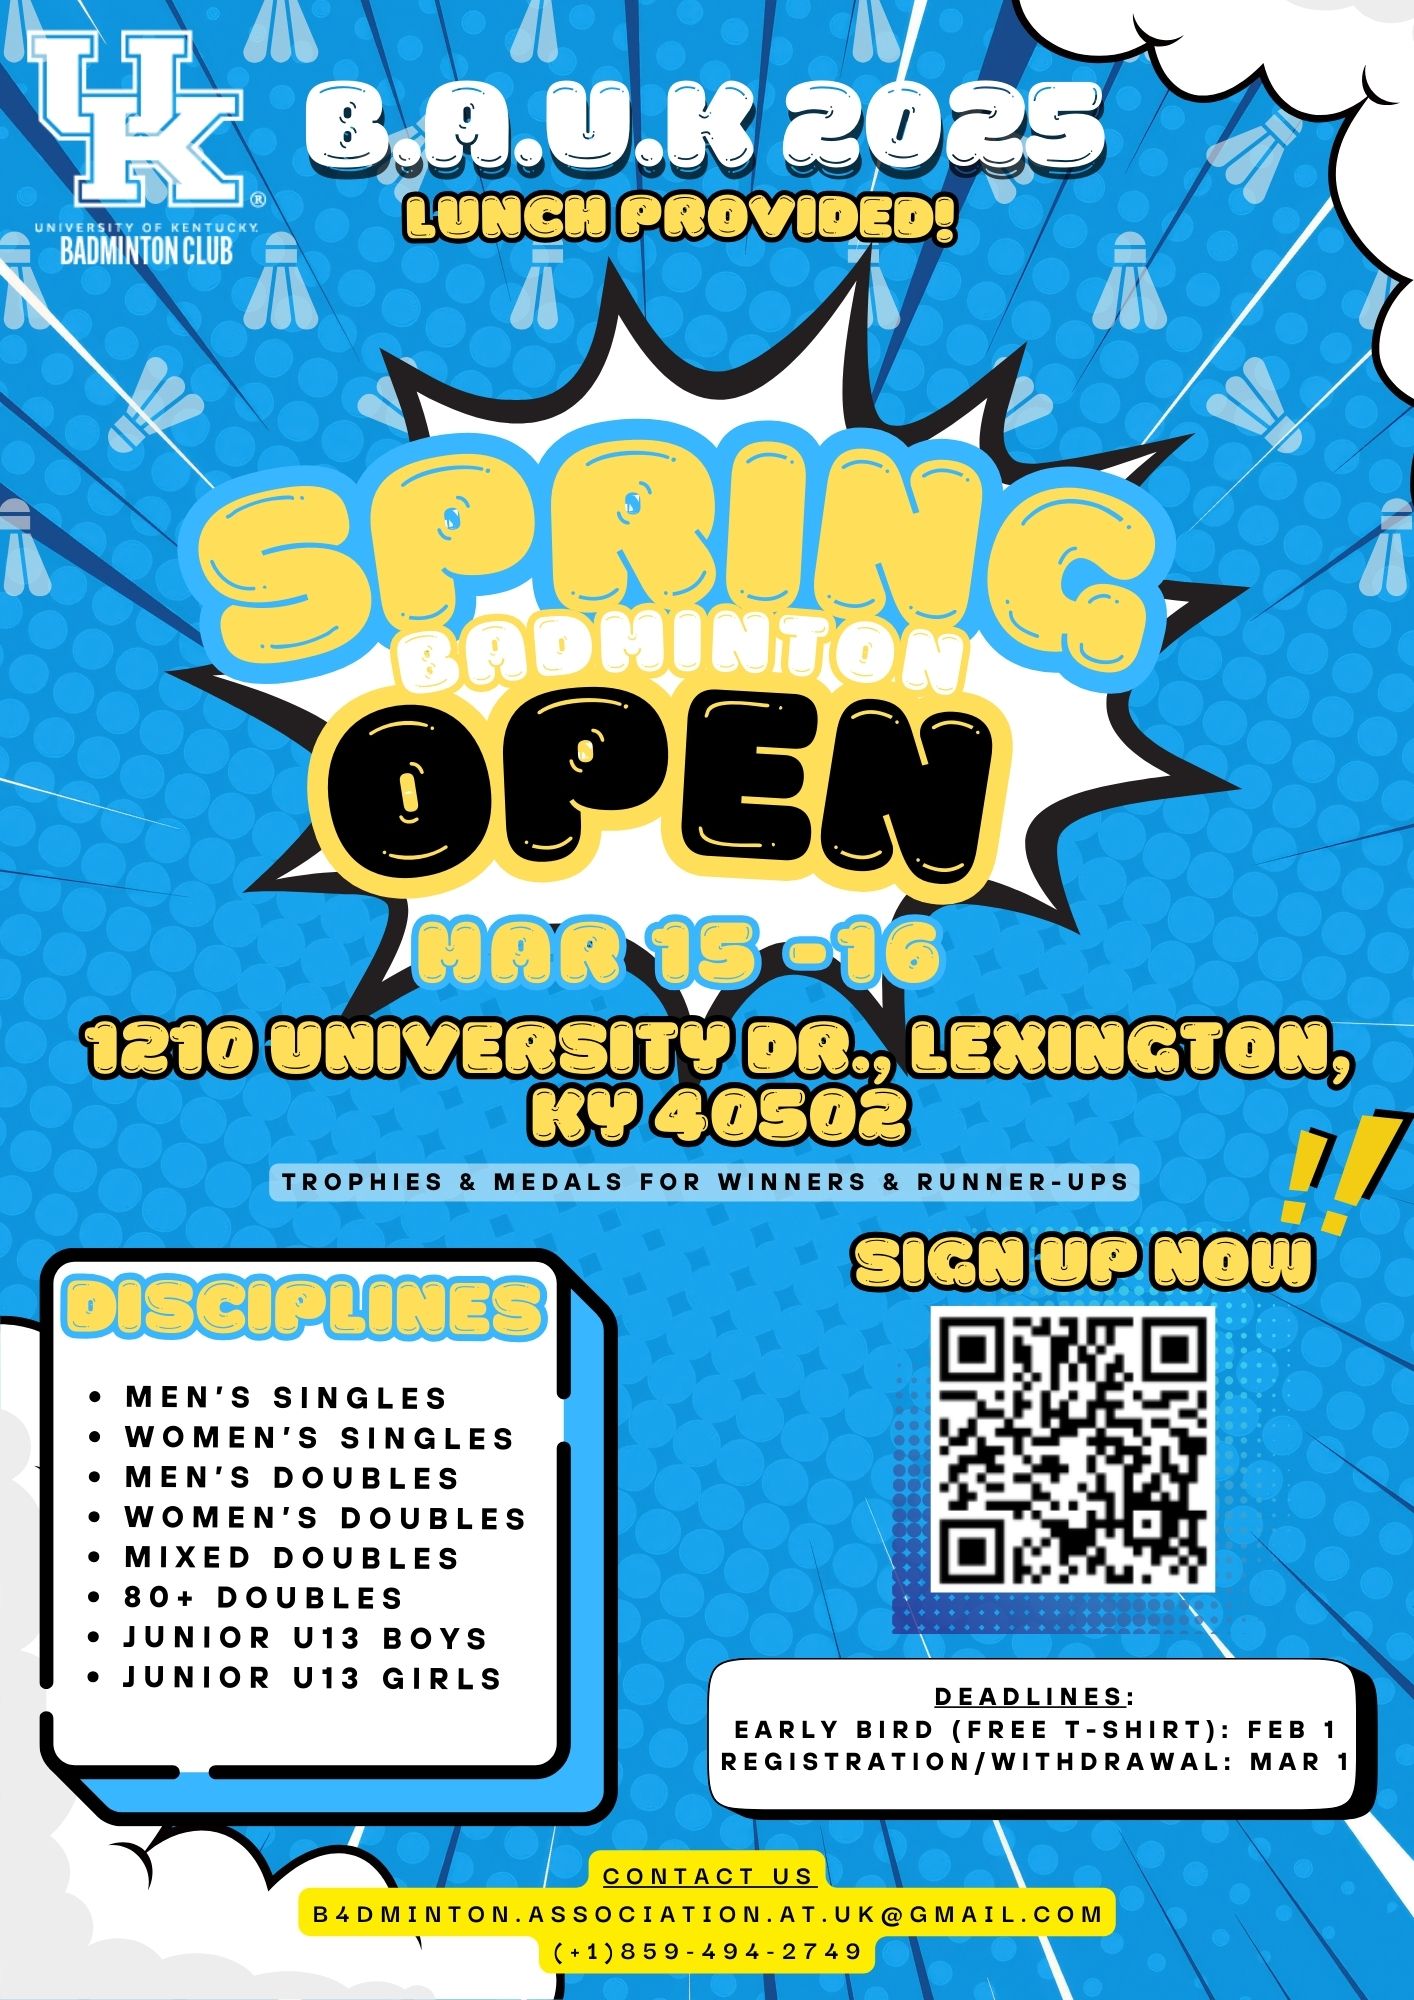 UK®
UNIVERSITY OF KENTUCKY
BADMINTON CLUB
B.A.U.K 2025
LUNCH PROVIDED!
SPRING
BADMINTON
OPEN
MAR 15 -16
1210 UNIVERSITY DR., LEXINGTON,
KY 40502
TROPHIES & MEDALS FOR WINNERS & RUNNER-UPS
DISCIPLINES
• MEN'S SINGLES
• WOMEN'S SINGLES
• MEN'S DOUBLES
• WOMEN'S DOUBLES
• MIXED DOUBLES
• 80+ DOUBLES
• JUNIOR U13 BOYS
• JUNIOR U13 GIRLS
!!
SIGN UP NOW
DEADLINES:
EARLY BIRD (FREE T-SHIRT): FEB 1
REGISTRATION/WITHDRAWAL: MAR 1
CONTACT US
B4DMINTON.ASSOCIATION.AT.UK@GMAIL.COM
(+1)859-494-2749